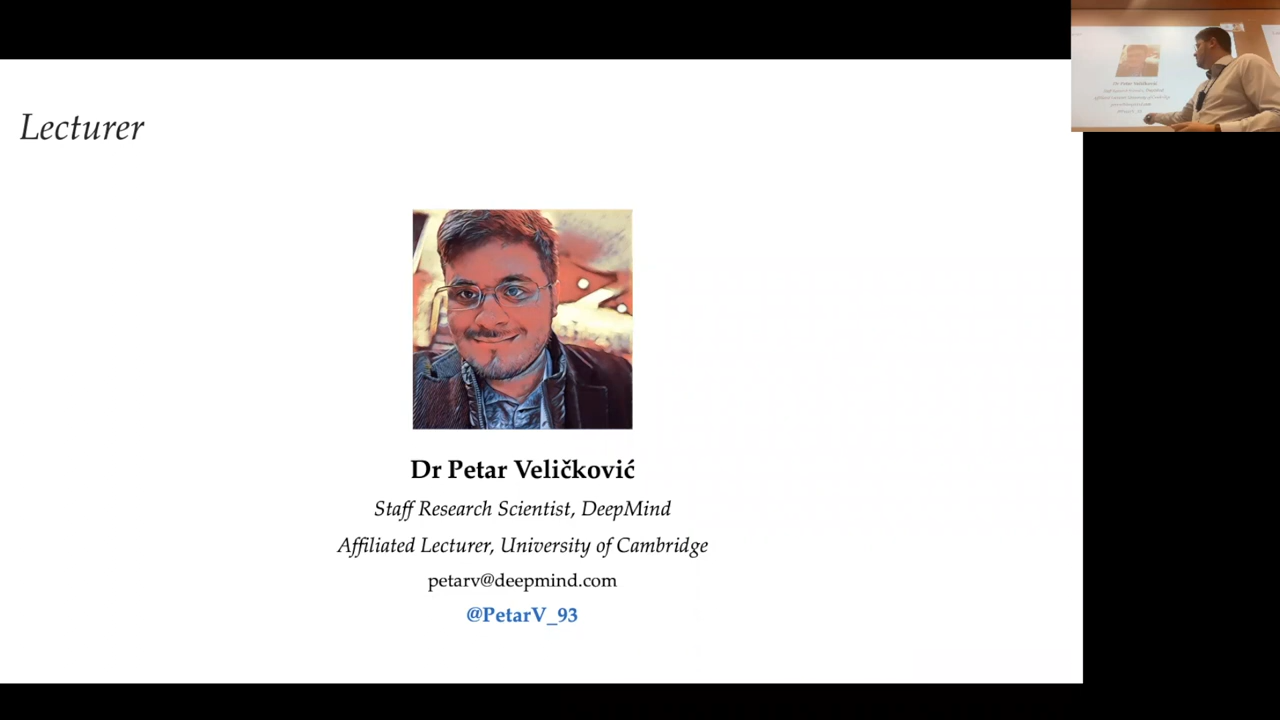 Lecturer
Dr Petar Veličković
Staff Research Scientist, DeepMind
Affiliated Lecturer, University of Cambridge
petarv@deepmind.com
@PetarV_93